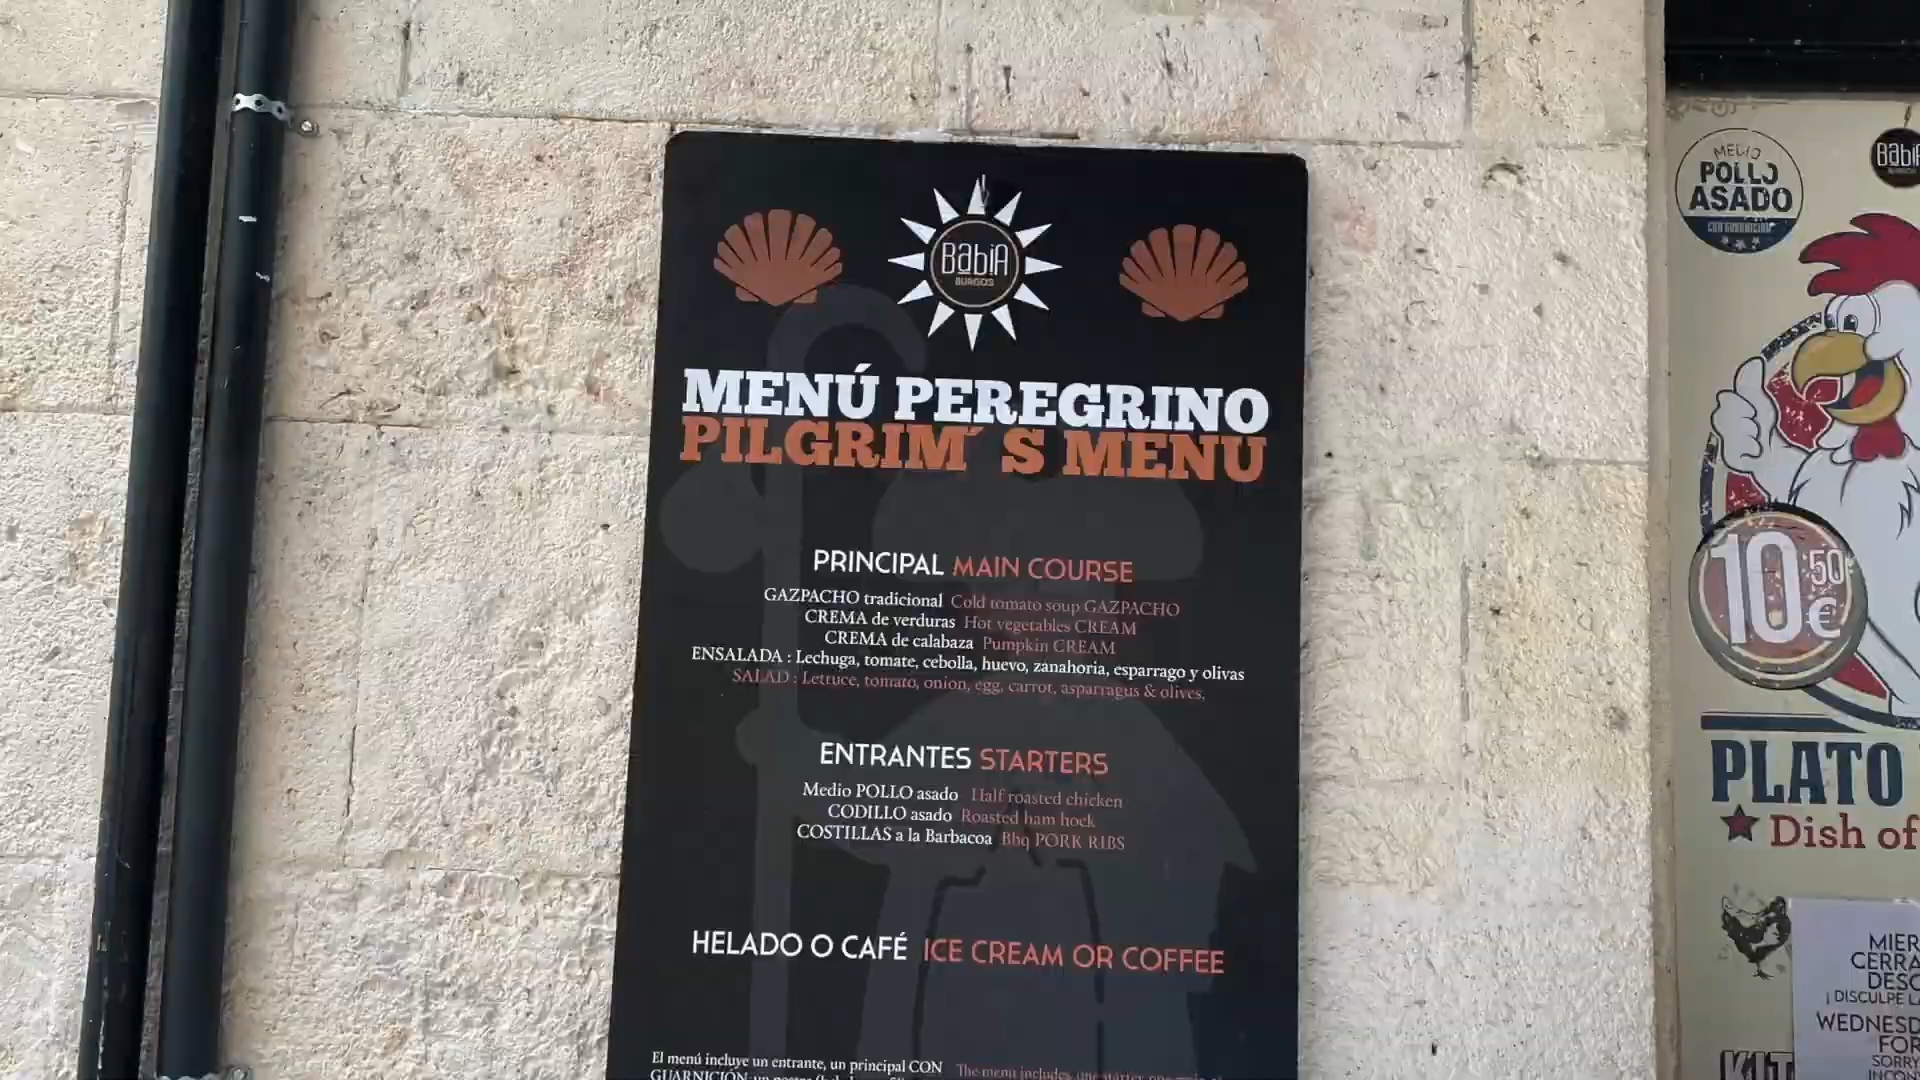 BabiA
BURGOS
MENÚ PEREGRINO
PILGRIM´S MENU
PRINCIPAL MAIN COURSE
GAZPACHO tradicional Cold tomato soup GAZPACHO
CREMA de verduras Hot vegetables CREAM
CREMA de calabaza Pumpkin CREAM
ENSALADA : Lechuga, tomate, cebolla, huevo, zanahoria, esparrago y olivas
SALAD : Lettuce, tomato, onion, egg, carrot, asparragus & olives,
ENTRANTES STARTERS
Medio POLLO asado Half roasted chicken
CODILLO asado Roasted ham hock
COSTILLAS a la Barbacoa Bbq PORK RIBS
HELADO O CAFÉ ICE CREAM OR COFFEE
El menú incluye un entrante, un principal CON
The menu includes one starter, one
GUARNICIÓN un
MEDIO
POLLO
ASADO
CON GUARNICIÓN
10'50
€
PLATO
Dish of
MIER
CERRA
DESC
¡ DISCULPE LA
WEDNESD
FOR
SORRY
INCON
KIT